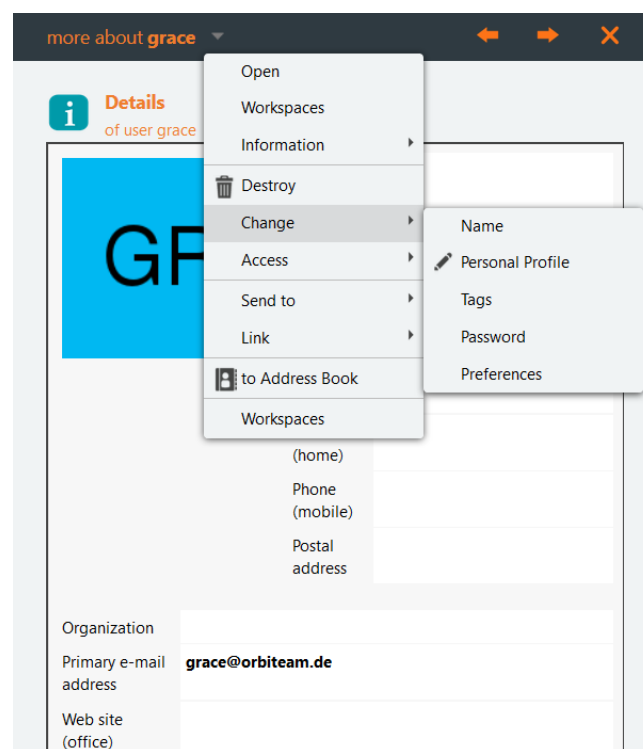 more about grace
Details
of user grace
GR
Open
Workspaces
Information
Destroy
Change
Access
Send to
Link
to Address Book
Workspaces
Name
Personal Profile
Tags
Password
Preferences
(home)
Phone
(mobile)
Postal
address
Organization
Primary e-mail
address
grace@orbiteam.de
Web site
(office)